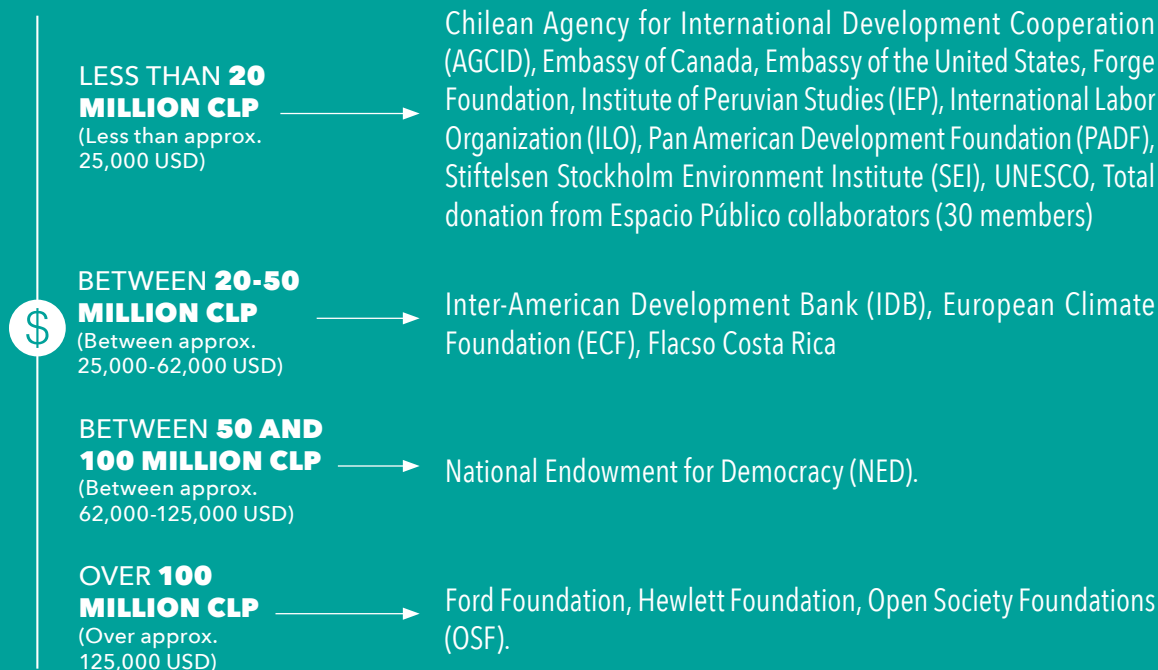 LESS THAN 20
MILLION CLP
(Less than approx.
25,000 USD)
Chilean Agency for International Development Cooperation
(AGCID), Embassy of Canada, Embassy of the United States, Forge
Foundation, Institute of Peruvian Studies (IEP), International Labor
Organization (ILO), Pan American Development Foundation (PADF),
Stiftelsen Stockholm Environment Institute (SEI), UNESCO, Total
donation from Espacio Público collaborators (30 members)
$
BETWEEN 20-50
MILLION CLP
(Between approx.
25,000-62,000 USD)
Inter-American Development Bank (IDB), European Climate
Foundation (ECF), Flacso Costa Rica
BETWEEN 50 AND
100 MILLION CLP
(Between approx.
62,000-125,000 USD)
National Endowment for Democracy (NED).
OVER 100
MILLION CLP
(Over approx.
125,000 USD)
Ford Foundation, Hewlett Foundation, Open Society Foundations
(OSF).